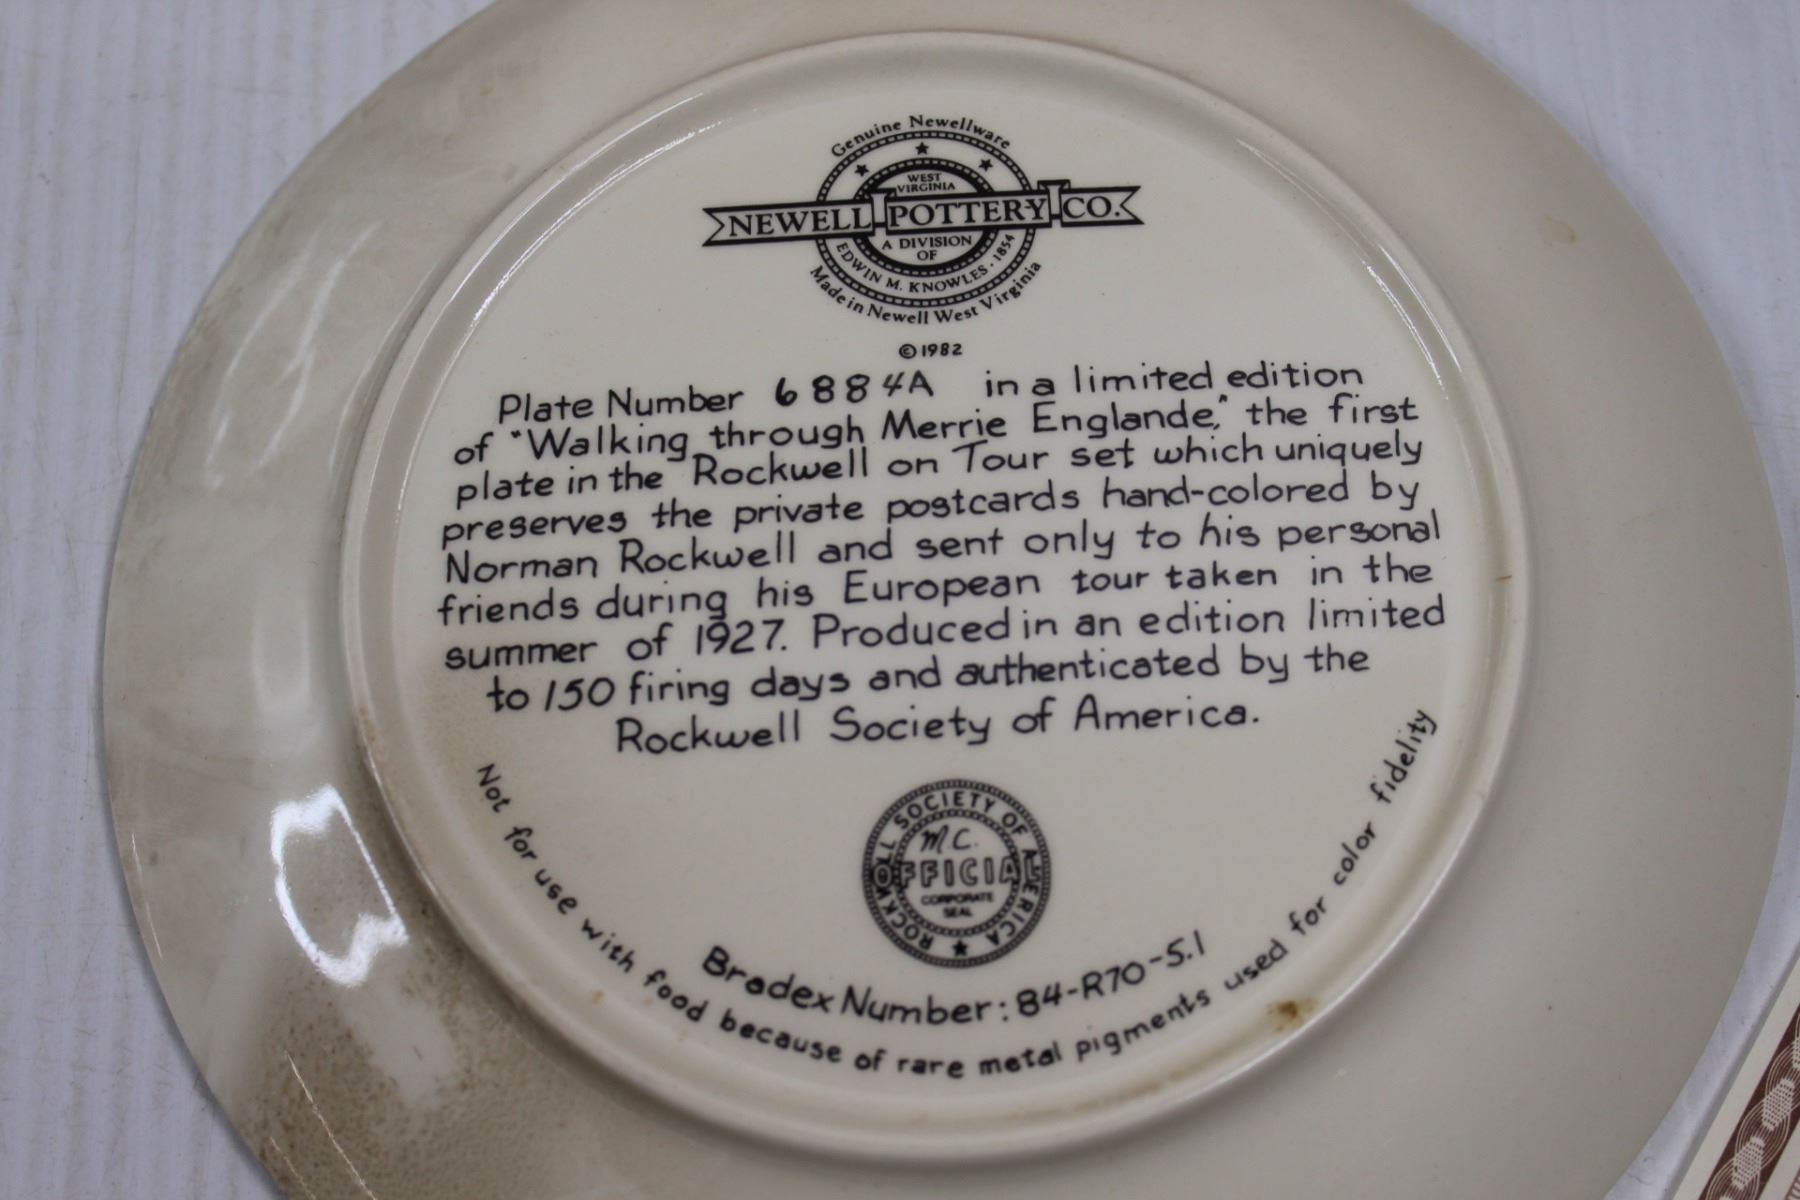 Genuine Newellware
WEST
VIRGINIA
NEWELL POTTERY CO.
A DIVISION
OF
EDWIN M. KNOWLES · 1854
Made in Newell West Virginia
©1982
Plate Number 6884A in a limited edition
of "Walking through Merrie Englande," the first
plate in the Rockwell on Tour set which uniquely
preserves the private postcards hand-colored by
Norman Rockwell and sent only to his personal
friends during his European tour taken in the
summer of 1927. Produced in an edition limited
to 150 firing days and authenticated by the
Rockwell Society of America.
ROCKWELL SOCIETY OF AMERICA
M.C.
OFFICIAL
CORPORATE
SEAL
Bradex Number: 84-R70-5.1
Not for use with food because of rare metal pigments used for color fidelity